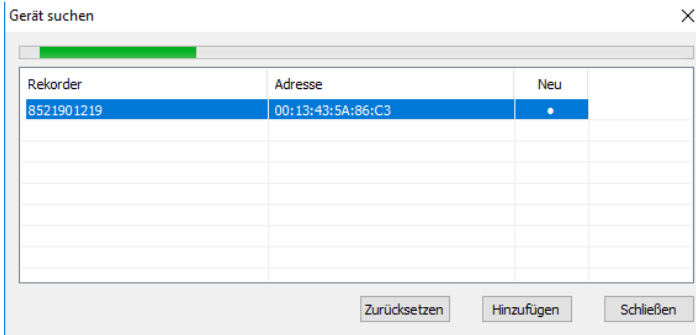 Gerät suchen
Rekorder Adresse Neu
8521901219 00:13:43:5A:86:C3 •
Zurücksetzen Hinzufügen Schließen